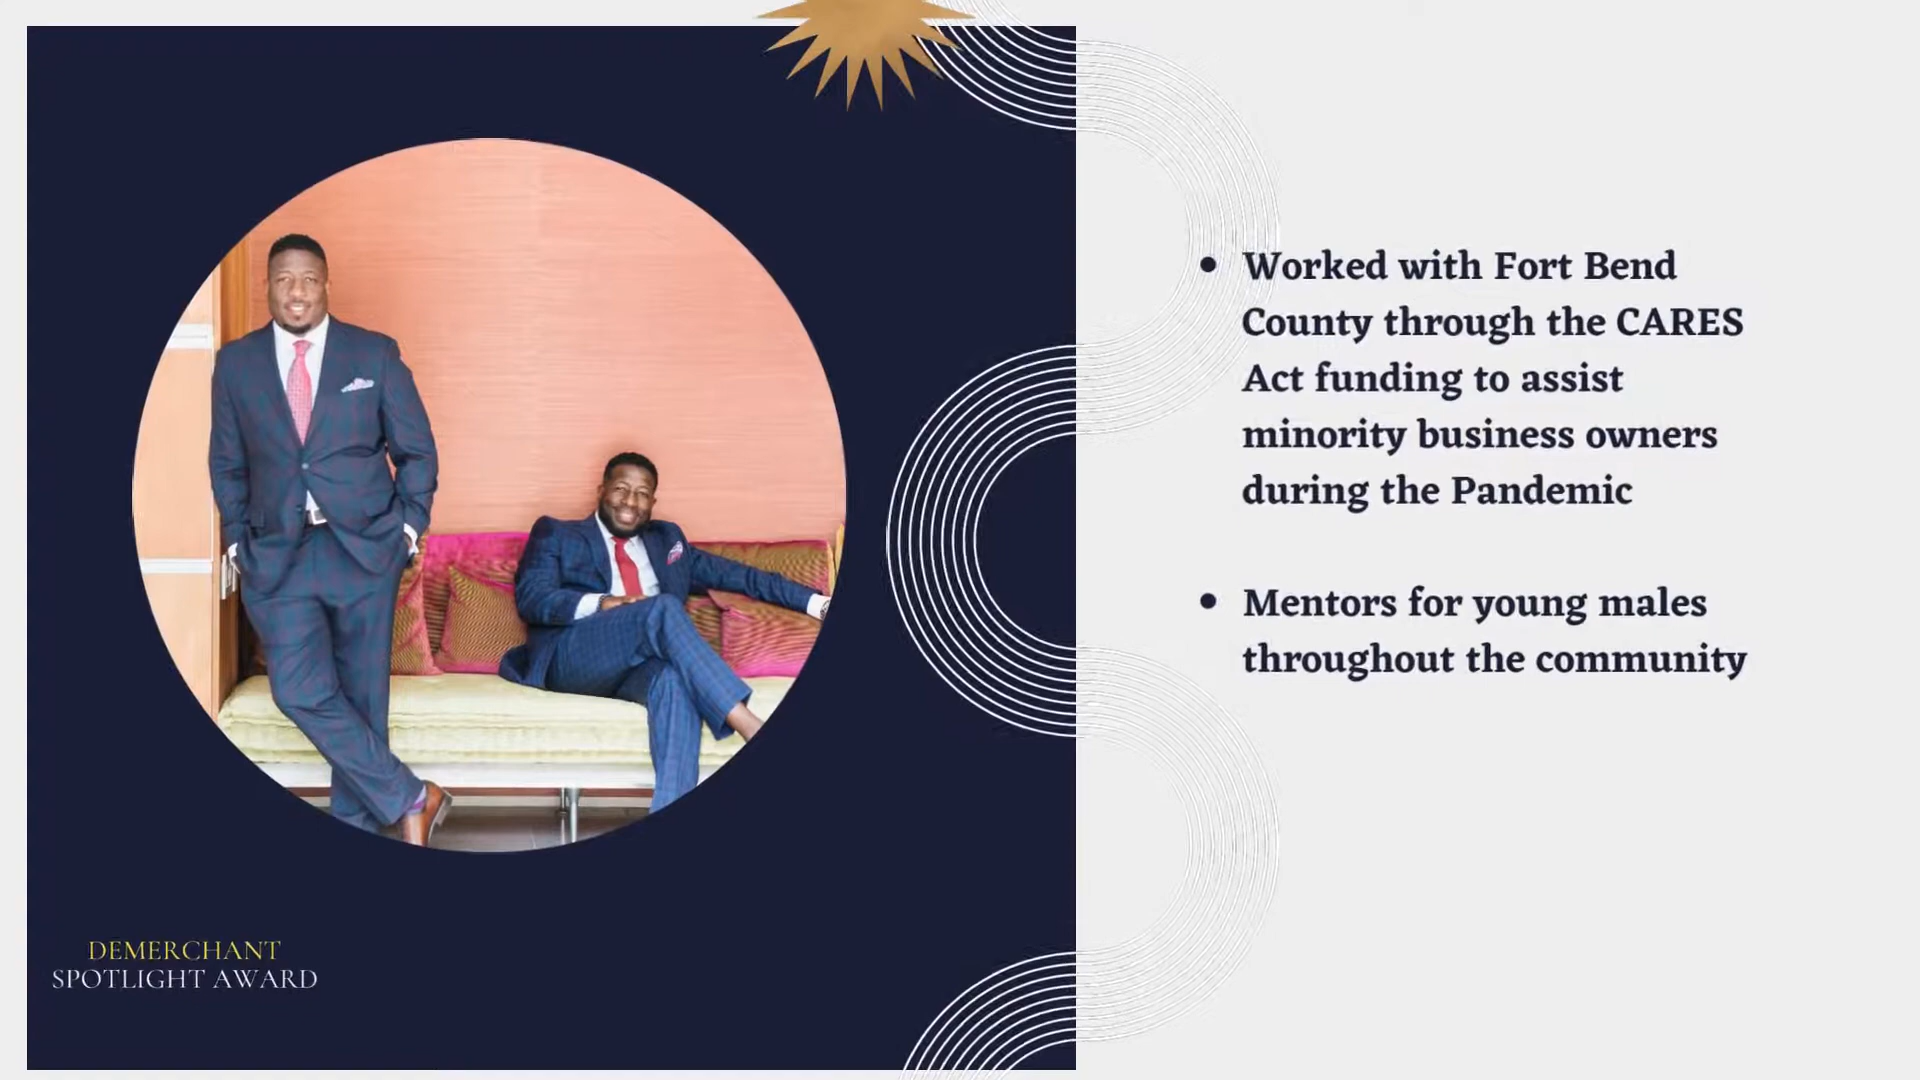 • Worked with Fort Bend
County through the CARES
Act funding to assist
minority business owners
during the Pandemic
• Mentors for young males
throughout the community
DEMERCHANT
SPOTLIGHT AWARD